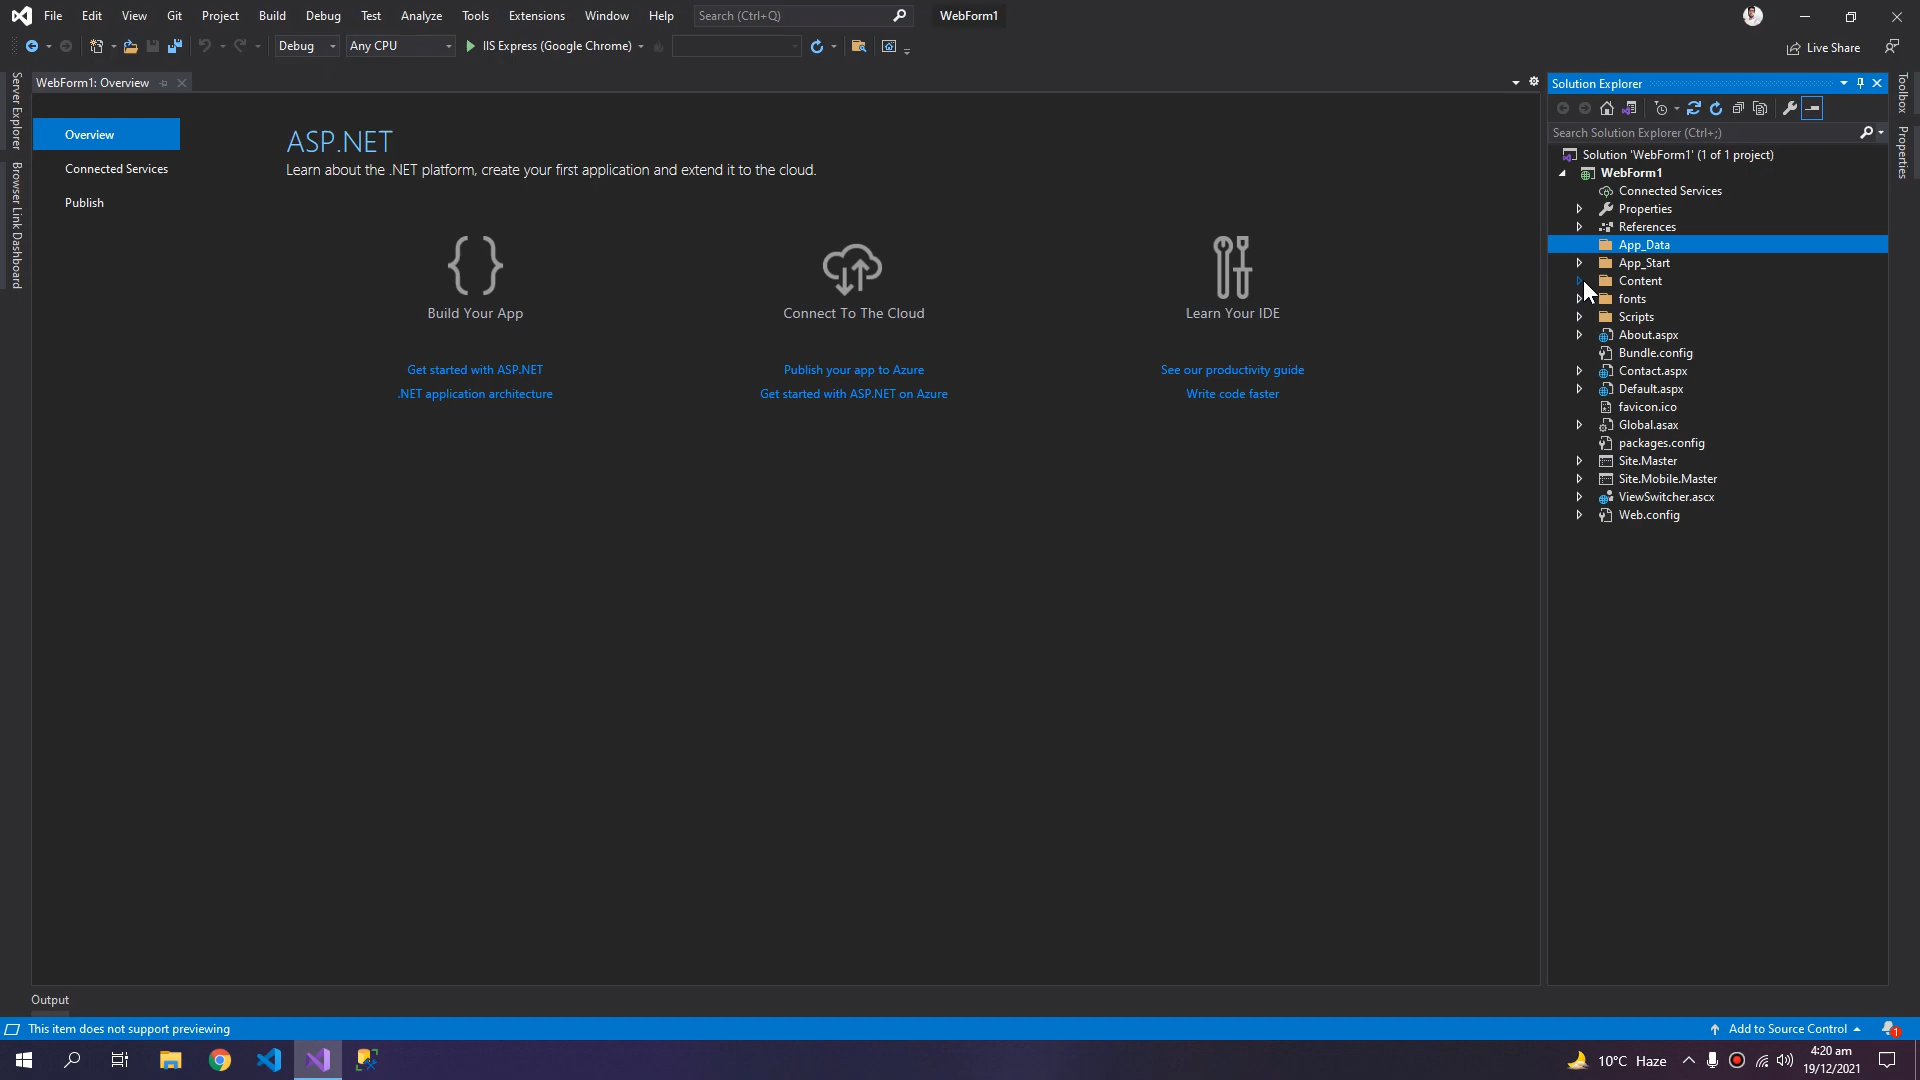 File Edit View Git Project Build Debug Test Analyze Tools Extensions Window Help Search (Ctrl+Q) WebForm1
Debug Any CPU IIS Express (Google Chrome) Live Share
Server Explorer
Browser Link Dashboard
WebForm1: Overview
Overview
Connected Services
Publish
ASP.NET
Learn about the .NET platform, create your first application and extend it to the cloud.
Build Your App
Get started with ASP.NET
.NET application architecture
Connect To The Cloud
Publish your app to Azure
Get started with ASP.NET on Azure
Learn Your IDE
See our productivity guide
Write code faster
Solution Explorer
Search Solution Explorer (Ctrl+;)
Solution 'WebForm1' (1 of 1 project)
WebForm1
Connected Services
Properties
References
App_Data
App_Start
Content
fonts
Scripts
About.aspx
Bundle.config
Contact.aspx
Default.aspx
favicon.ico
Global.asax
packages.config
Site.Master
Site.Mobile.Master
ViewSwitcher.ascx
Web.config
Toolbox
Properties
Output
This item does not support previewing Add to Source Control 1
10°C Haze 4:20 am
19/12/2021